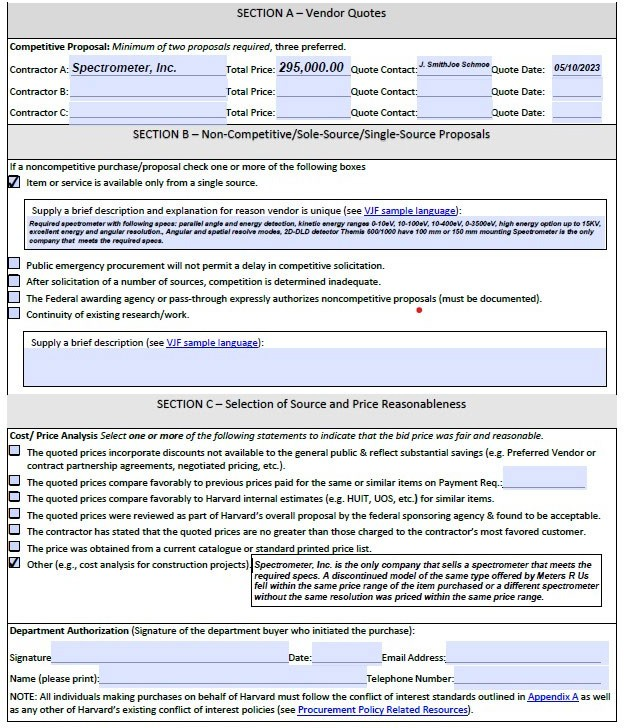 SECTION A – Vendor Quotes
Competitive Proposal: Minimum of two proposals required, three preferred.
Contractor A: Spectrometer, Inc. Total Price: 295,000.00 Quote Contact: J. SmithJoe Schmoe Quote Date: 05/10/2023
Contractor B: Total Price: Quote Contact: Quote Date:
Contractor C: Total Price: Quote Contact: Quote Date:
SECTION B – Non-Competitive/Sole-Source/Single-Source Proposals
If a noncompetitive purchase/proposal check one or more of the following boxes
Item or service is available only from a single source.
Supply a brief description and explanation for reason vendor is unique (see VJF sample language):
Required spectrometer with following specs: parallel angle and energy detection, kinetic energy ranges 0-10eV, 10-100eV, 10-400eV, 0-3500eV, high energy option up to 15KV,
excellent energy and angular resolution., Angular and spatial resolve modes, 2D-DLD detector Themis 600/1000 have 100 mm or 150 mm mounting Spectrometer is the only
company that meets the required specs.
Public emergency procurement will not permit a delay in competitive solicitation.
After solicitation of a number of sources, competition is determined inadequate.
The Federal awarding agency or pass-through expressly authorizes noncompetitive proposals (must be documented).
Continuity of existing research/work.
Supply a brief description (see VJF sample language):
SECTION C – Selection of Source and Price Reasonableness
Cost/ Price Analysis Select one or more of the following statements to indicate that the bid price was fair and reasonable.
The quoted prices incorporate discounts not available to the general public & reflect substantial savings (e.g. Preferred Vendor or
contract partnership agreements, negotiated pricing, etc.).
The quoted prices compare favorably to previous prices paid for the same or similar items on Payment Req.:
The quoted prices compare favorably to Harvard internal estimates (e.g. HUIT, UOS, etc.) for similar items.
The quoted prices were reviewed as part of Harvard's overall proposal by the federal sponsoring agency & found to be acceptable.
The contractor has stated that the quoted prices are no greater than those charged to the contractor's most favored customer.
The price was obtained from a current catalogue or standard printed price list.
Other (e.g., cost analysis for construction projects). Spectrometer, Inc. is the only company that sells a spectrometer that meets the
required specs. A discontinued model of the same type offered by Meters R Us
fell within the same price range of the item purchased or a different spectrometer
without the same resolution was priced within the same price range.
Department Authorization (Signature of the department buyer who initiated the purchase):
Signature Date: Email Address:
Name (please print): Telephone Number:
NOTE: All individuals making purchases on behalf of Harvard must follow the conflict of interest standards outlined in Appendix A as well
as any other of Harvard's existing conflict of interest policies (see Procurement Policy Related Resources).